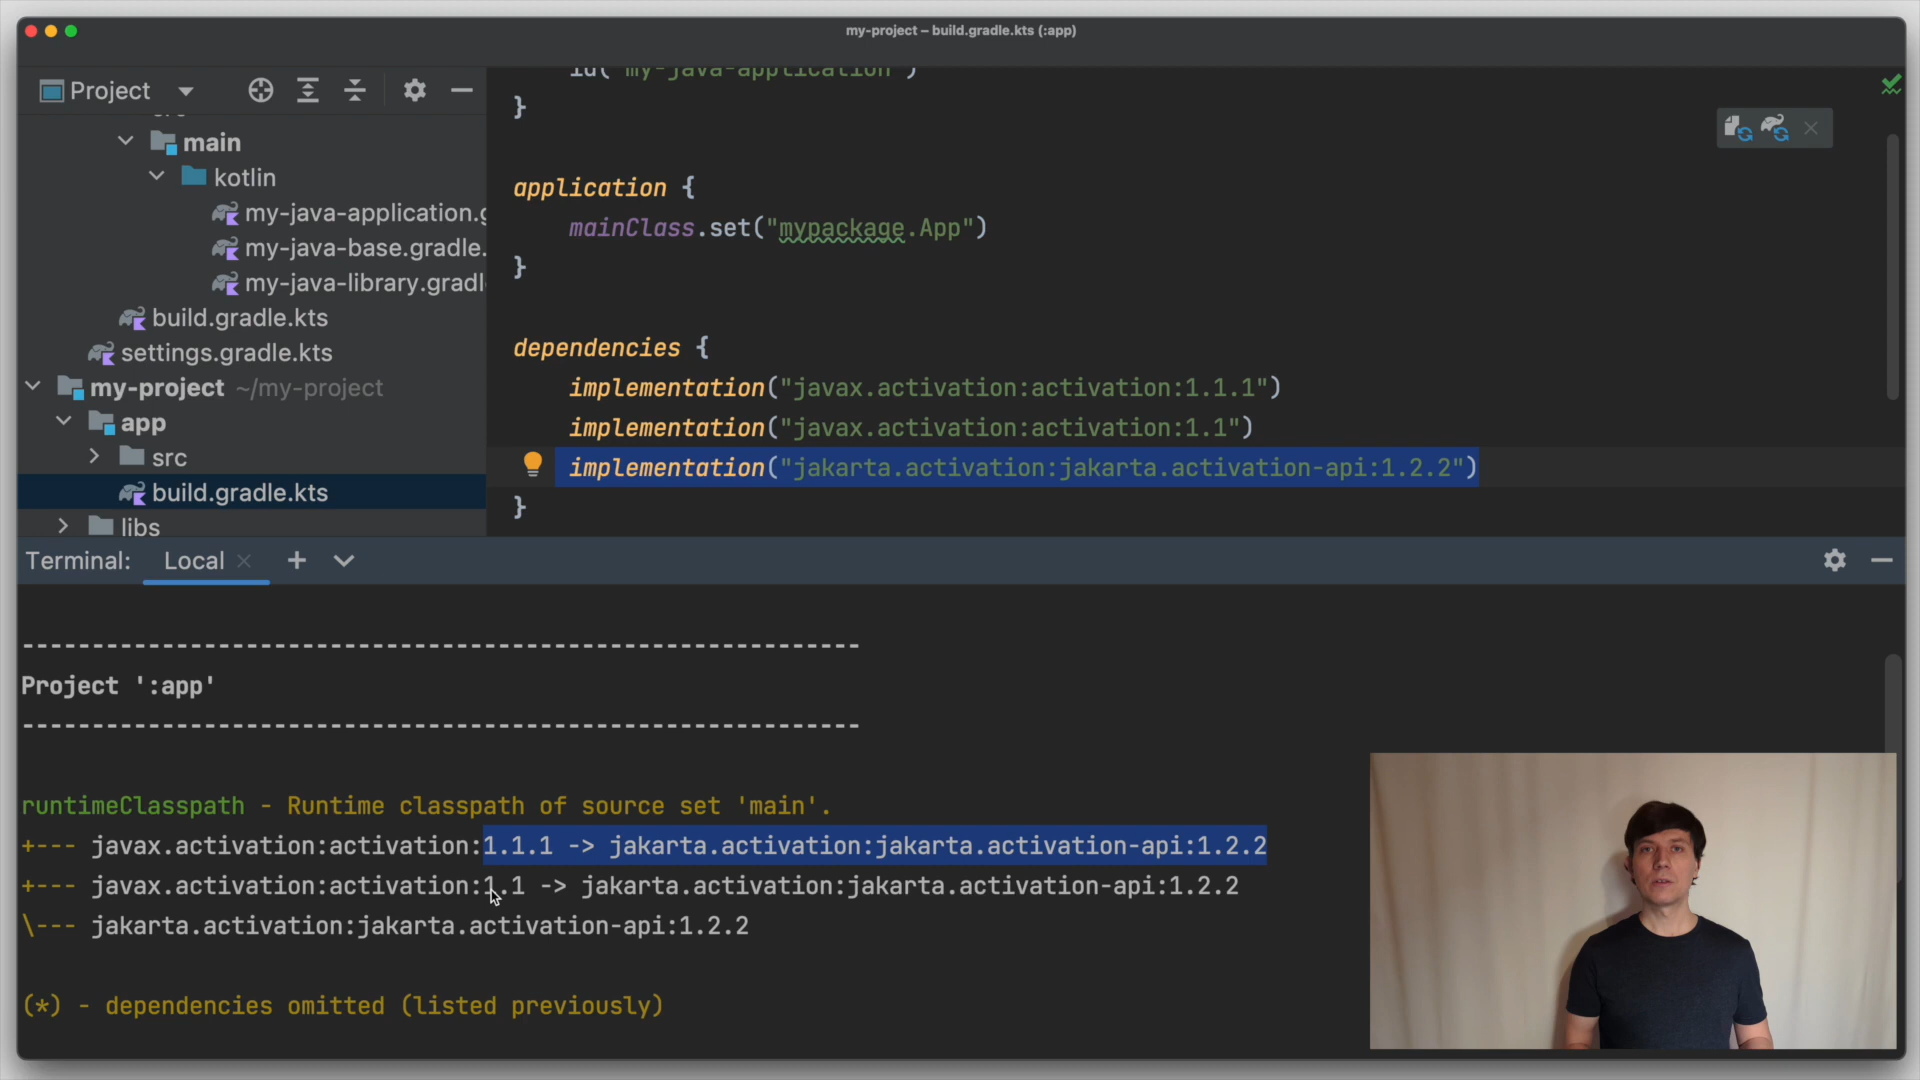 my-project – build.gradle.kts (:app)
Project
src
main
kotlin
my-java-application.g
my-java-base.gradle.
my-java-library.gradl
build.gradle.kts
settings.gradle.kts
my-project ~/my-project
app
src
build.gradle.kts
libs
id("my-java-application")
}
application {
mainClass.set("mypackage.App")
}
dependencies {
implementation("javax.activation:activation:1.1.1")
implementation("javax.activation:activation:1.1")
implementation("jakarta.activation:jakarta.activation-api:1.2.2")
}
Terminal: Local
------------------------------------------------------------
Project ':app'
------------------------------------------------------------
runtimeClasspath - Runtime classpath of source set 'main'.
+--- javax.activation:activation:1.1.1 -> jakarta.activation:jakarta.activation-api:1.2.2
+--- javax.activation:activation:1.1 -> jakarta.activation:jakarta.activation-api:1.2.2
\--- jakarta.activation:jakarta.activation-api:1.2.2
(*) - dependencies omitted (listed previously)